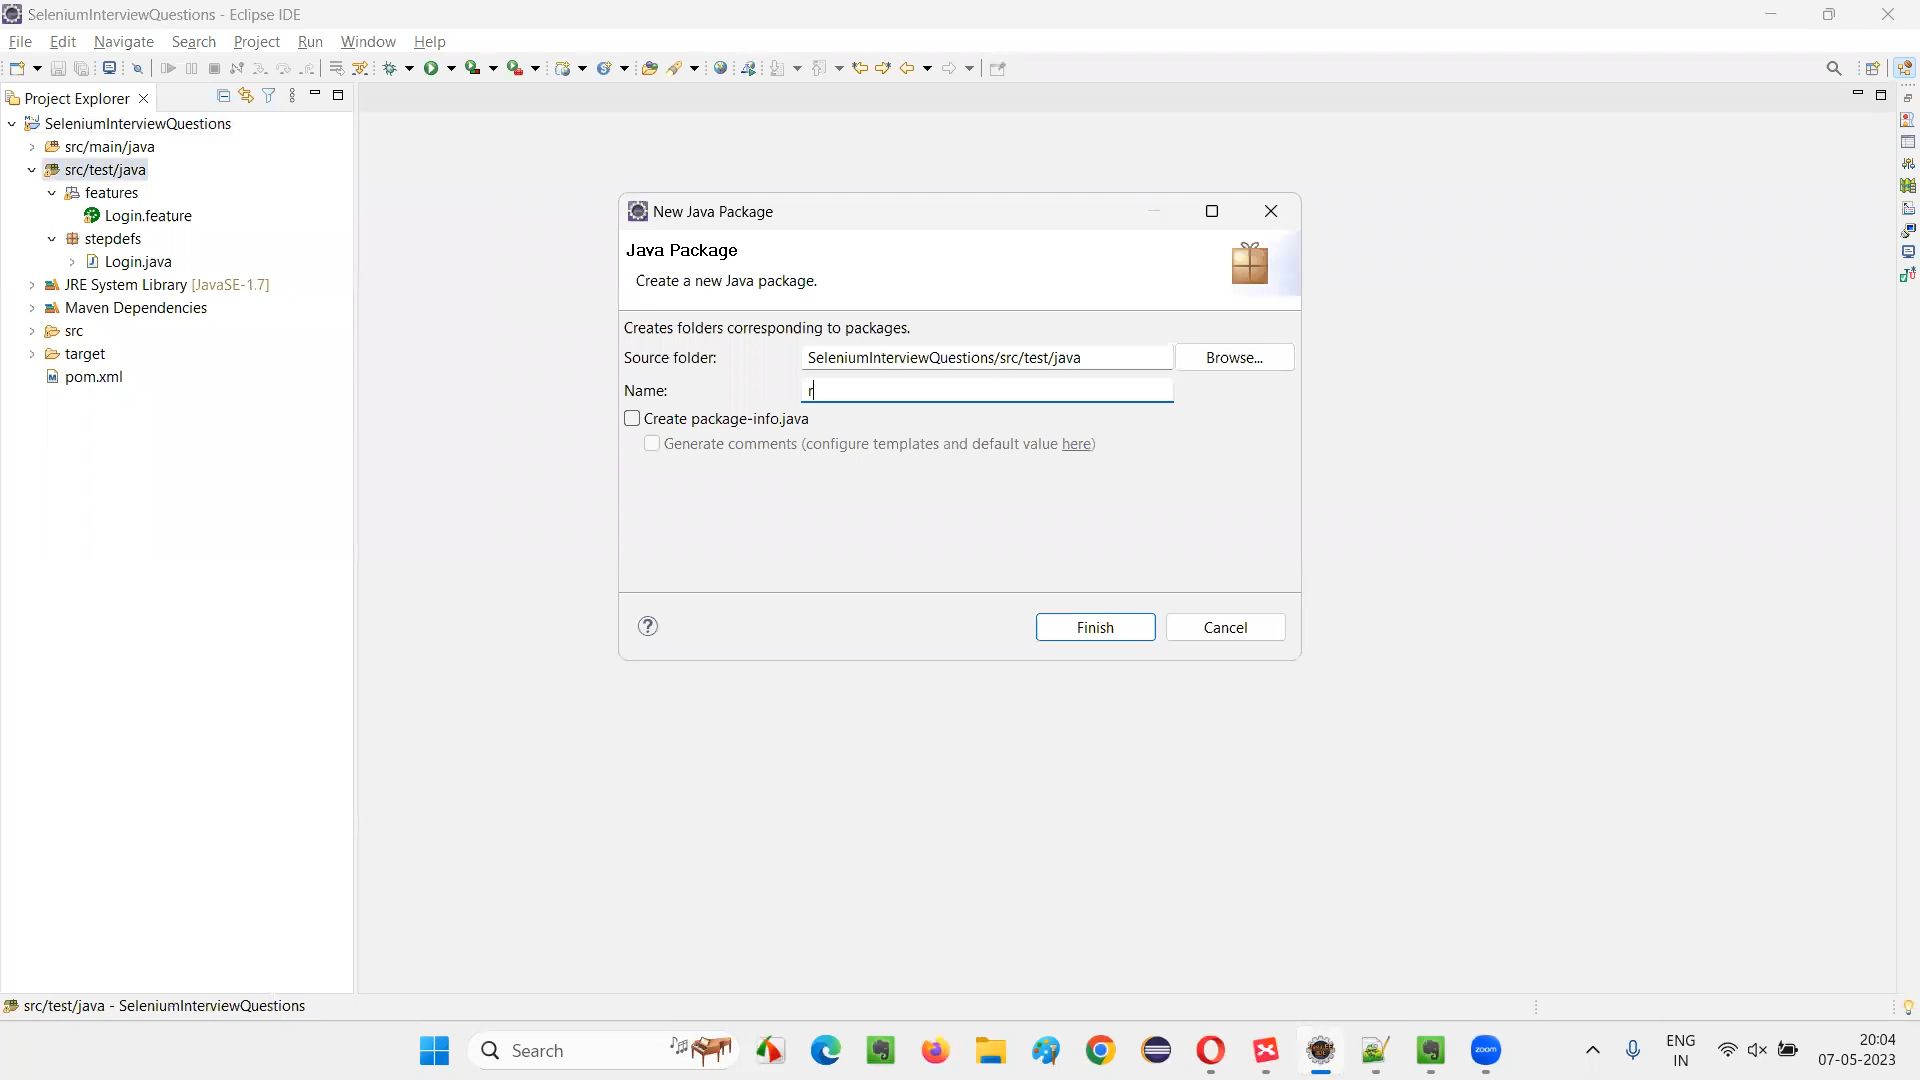 SeleniumInterviewQuestions - Eclipse IDE
File Edit Navigate Search Project Run Window Help
Project Explorer
SeleniumInterviewQuestions
src/main/java
src/test/java
features
Login.feature
stepdefs
Login.java
JRE System Library [JavaSE-1.7]
Maven Dependencies
src
target
pom.xml
New Java Package
Java Package
Create a new Java package.
Creates folders corresponding to packages.
Source folder: SeleniumInterviewQuestions/src/test/java Browse...
Name: r
Create package-info.java
Generate comments (configure templates and default value here)
Finish Cancel
src/test/java - SeleniumInterviewQuestions
Search
zoom
ENG
IN
20:04
07-05-2023